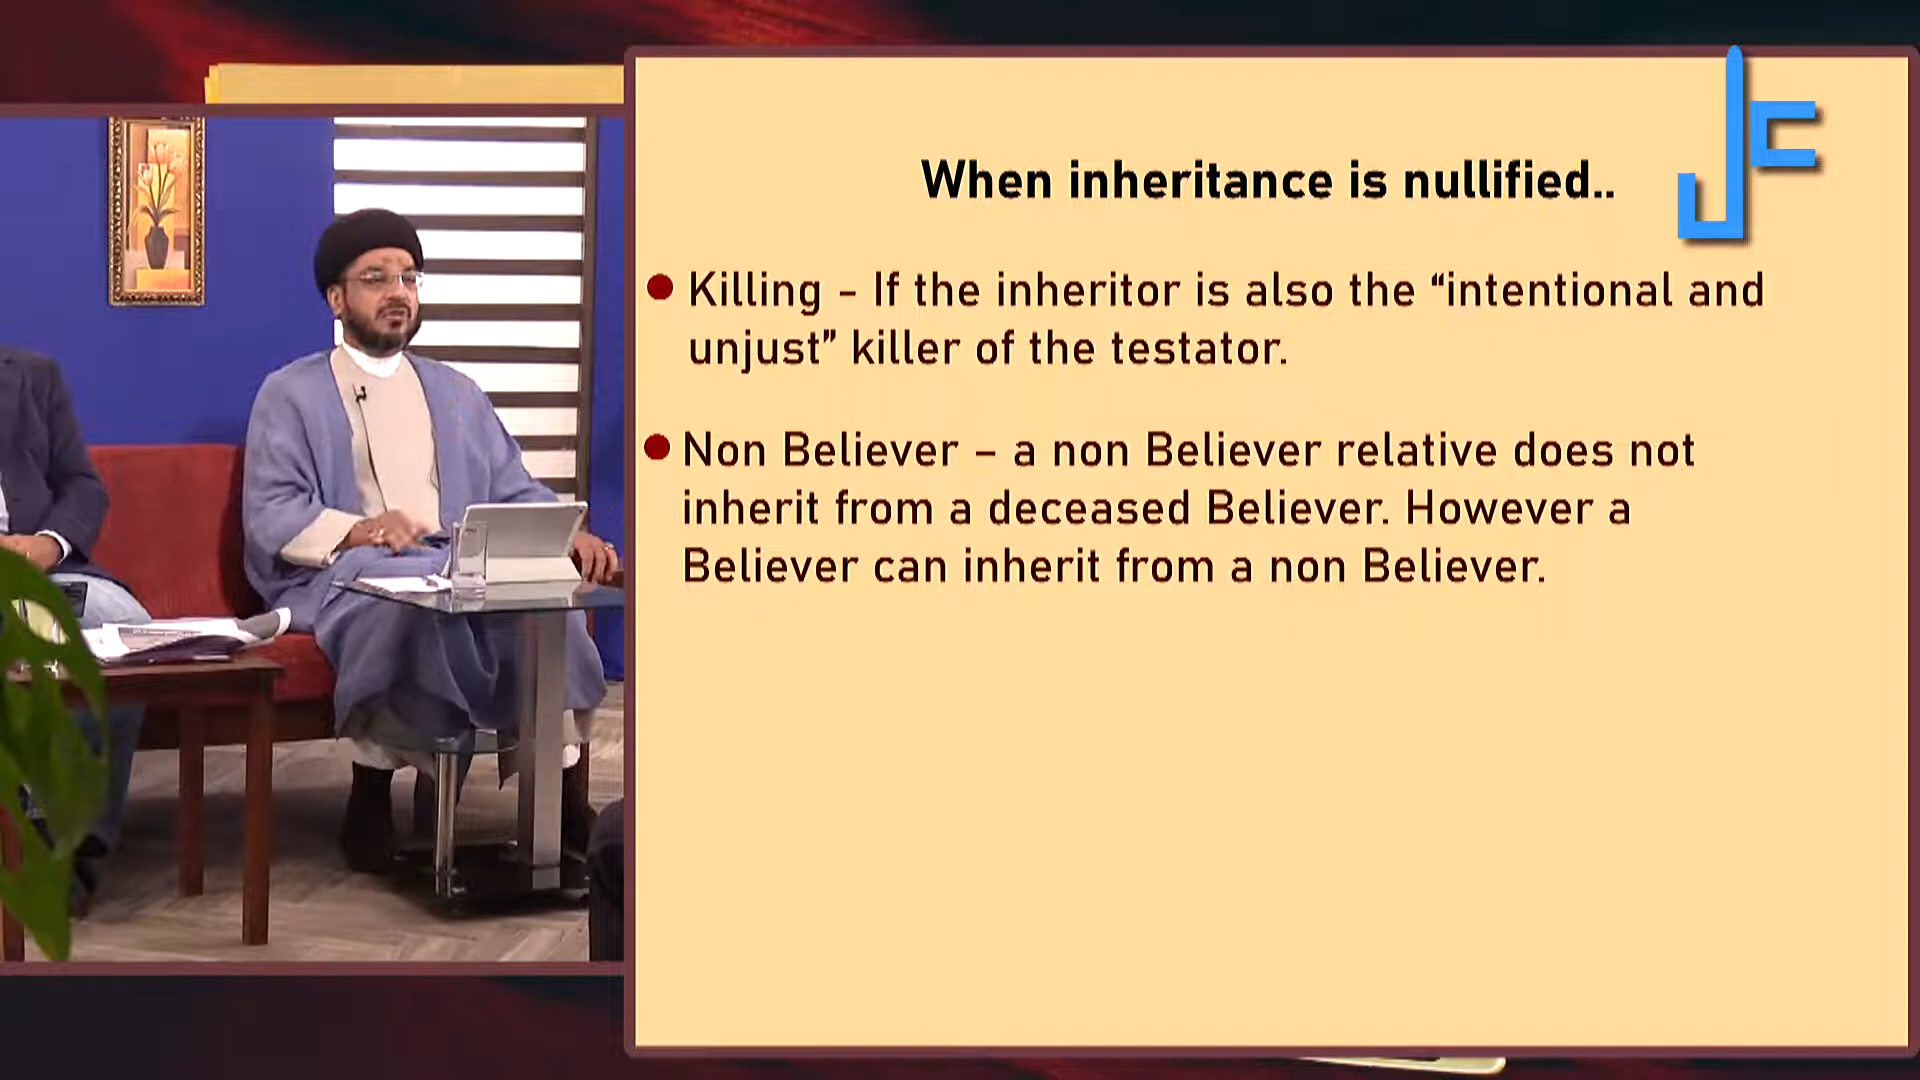 JC
When inheritance is nullified..
Killing - If the inheritor is also the “intentional and
unjust” killer of the testator.
Non Believer – a non Believer relative does not
inherit from a deceased Believer. However a
Believer can inherit from a non Believer.